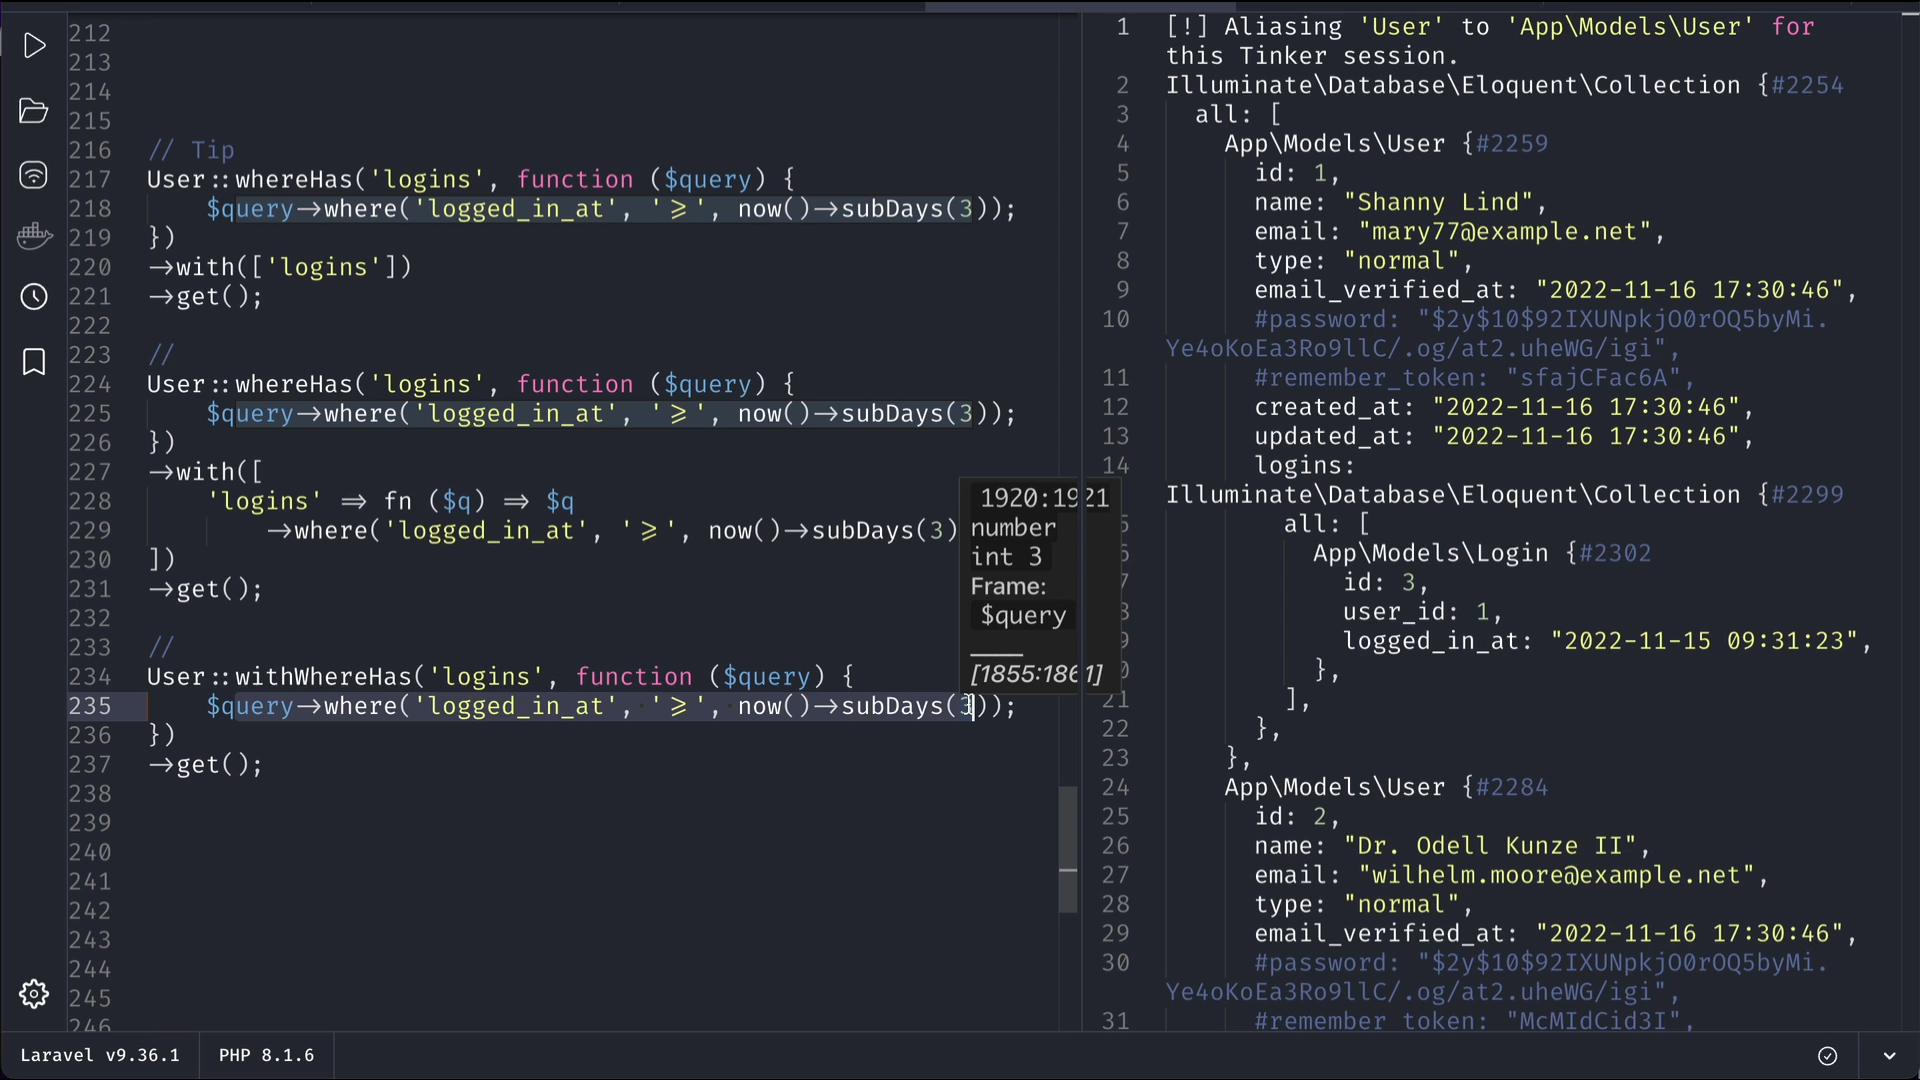 212
213
214
215
216 // Tip
217 User::whereHas('logins', function ($query) {
218 $query->where('logged_in_at', '>=', now()->subDays(3));
219 })
220 ->with(['logins'])
221 ->get();
222
223 //
224 User::whereHas('logins', function ($query) {
225 $query->where('logged_in_at', '>=', now()->subDays(3));
226 })
227 ->with([
228 'logins' => fn ($q) => $q
229 ->where('logged_in_at', '>=', now()->subDays(3)
230 ])
231 ->get();
232
233 //
234 User::withWhereHas('logins', function ($query) {
235 $query->where('logged_in_at', '>=', now()->subDays(3));
236 })
237 ->get();
238
239
240
241
242
243
244
245
246
1920:1921
number
int 3
Frame:
$query
[1855:1861]
1 [!] Aliasing 'User' to 'App\Models\User' for
this Tinker session.
2 Illuminate\Database\Eloquent\Collection {#2254
3 all: [
4 App\Models\User {#2259
5 id: 1,
6 name: "Shanny Lind",
7 email: "mary77@example.net",
8 type: "normal",
9 email_verified_at: "2022-11-16 17:30:46",
10 #password: "$2y$10$92IXUNpkjO0rOQ5byMi.
Ye4oKoEa3Ro9llC/.og/at2.uheWG/igi",
11 #remember_token: "sfajCFac6A",
12 created_at: "2022-11-16 17:30:46",
13 updated_at: "2022-11-16 17:30:46",
14 logins:
Illuminate\Database\Eloquent\Collection {#2299
5 all: [
6 App\Models\Login {#2302
7 id: 3,
8 user_id: 1,
9 logged_in_at: "2022-11-15 09:31:23",
0 },
21 ],
22 },
23 },
24 App\Models\User {#2284
25 id: 2,
26 name: "Dr. Odell Kunze II",
27 email: "wilhelm.moore@example.net",
28 type: "normal",
29 email_verified_at: "2022-11-16 17:30:46",
30 #password: "$2y$10$92IXUNpkjO0rOQ5byMi.
Ye4oKoEa3Ro9llC/.og/at2.uheWG/igi",
31 #remember_token: "McMIdCid3I",
Laravel v9.36.1
PHP 8.1.6